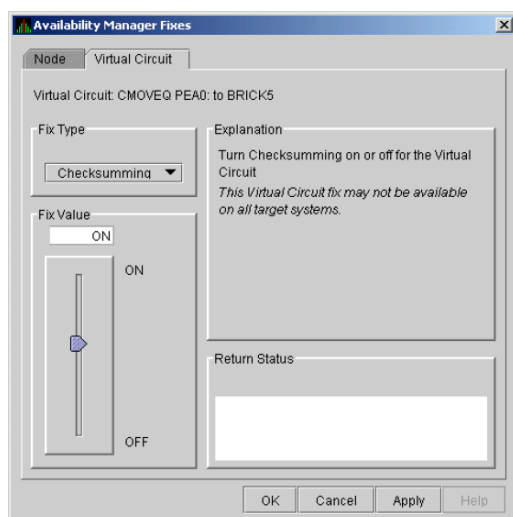 Availability Manager Fixes
Node
Virtual Circuit
Virtual Circuit: CMOVEQ PEA0: to BRICK5
Fix Type
Checksumming
Explanation
Turn Checksumming on or off for the Virtual
Circuit
This Virtual Circuit fix may not be available
on all target systems.
Fix Value
ON
ON
OFF
Return Status
OK
Cancel
Apply
Help